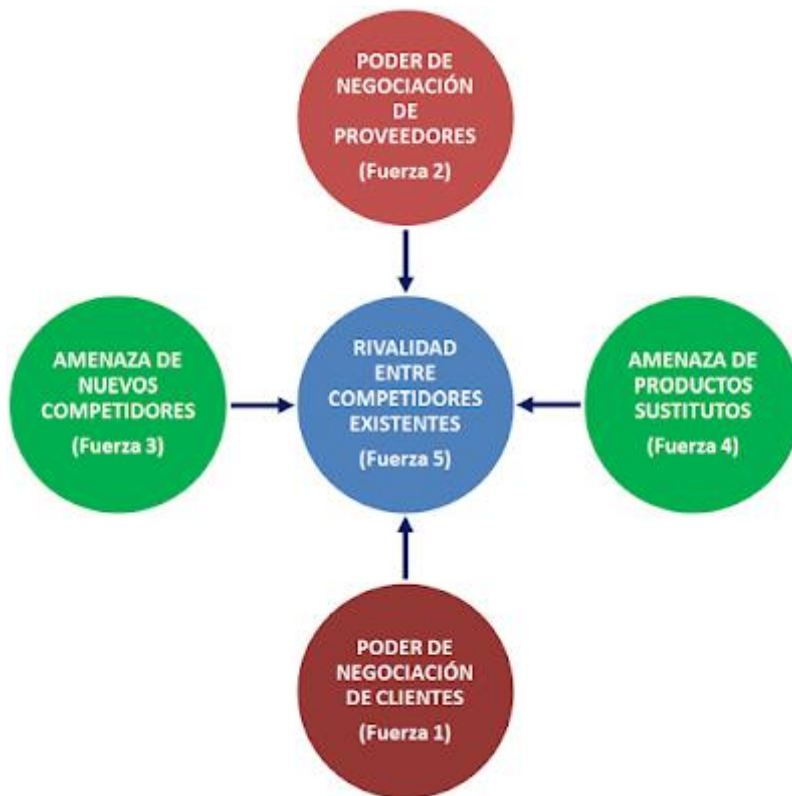 PODER DE
NEGOCIACIÓN
DE
PROVEEDORES
(Fuerza 2)
AMENAZA DE
NUEVOS
COMPETIDORES
(Fuerza 3)
RIVALIDAD
ENTRE
COMPETIDORES
EXISTENTES
(Fuerza 5)
AMENAZA DE
PRODUCTOS
SUSTITUTOS
(Fuerza 4)
PODER DE
NEGOCIACIÓN
DE CLIENTES
(Fuerza 1)